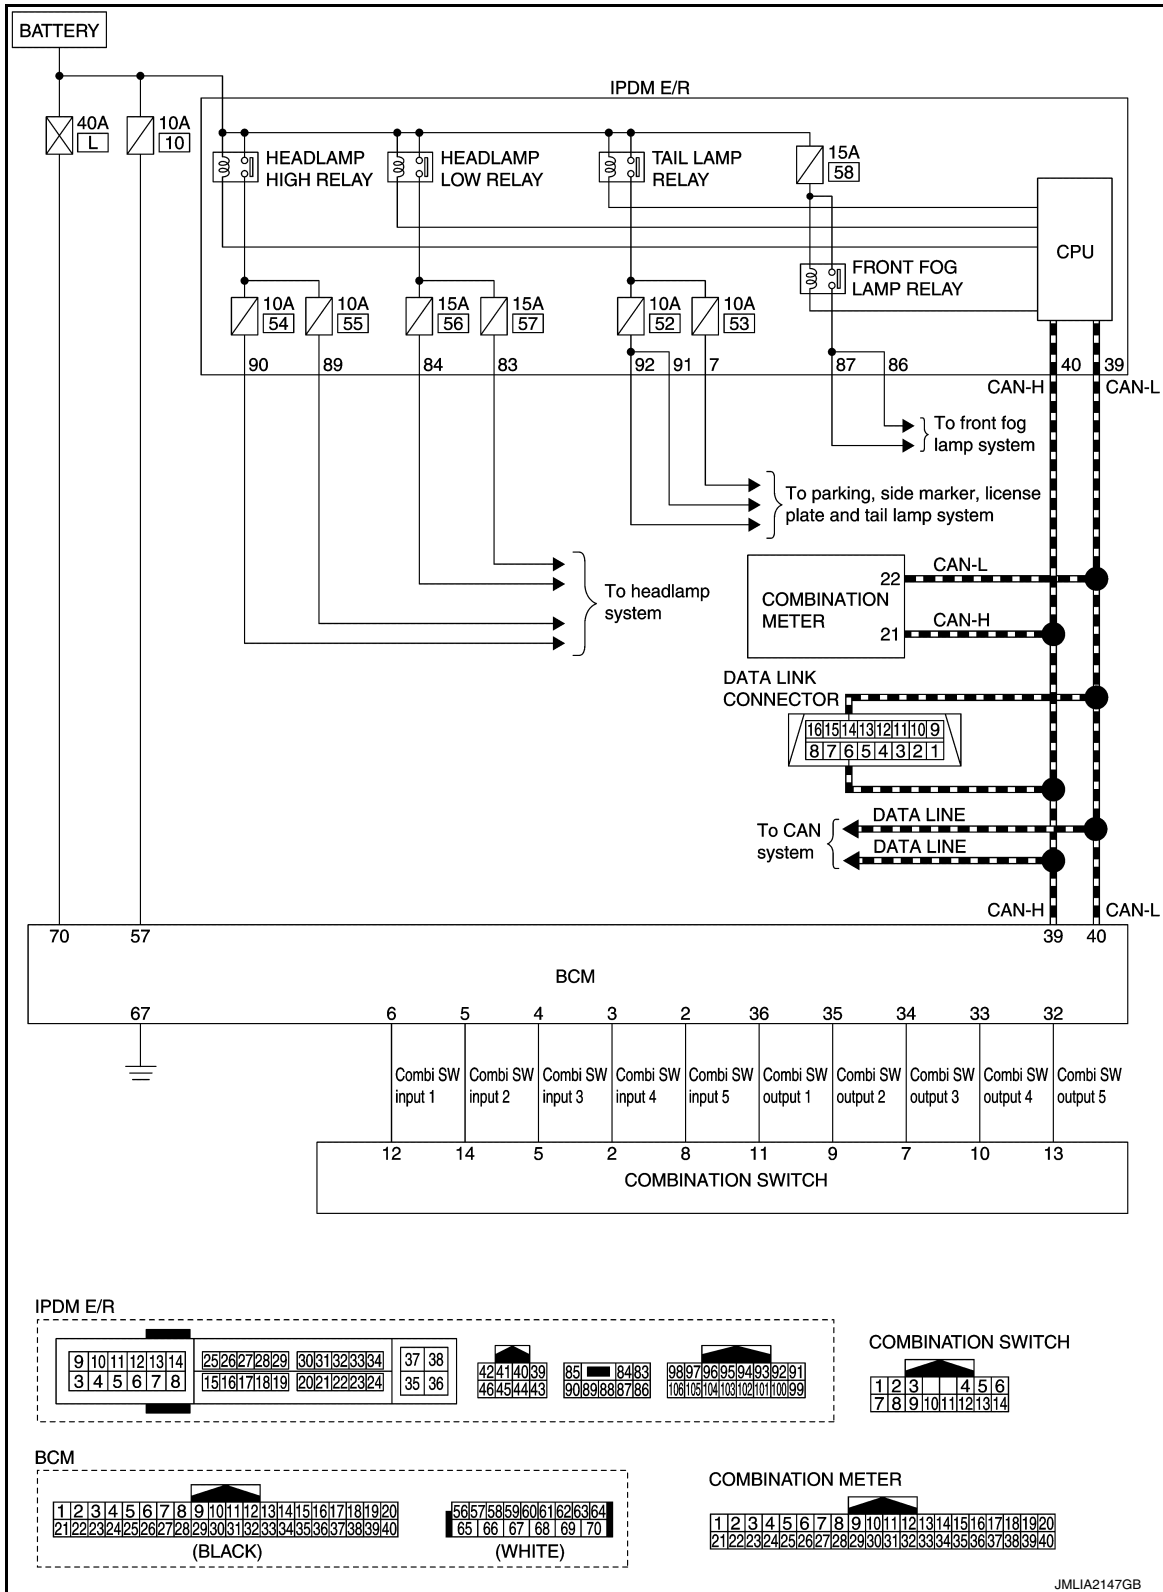 BATTERY
IPDM E/R
40A
L
10A
10
HEADLAMP
HIGH RELAY
HEADLAMP
LOW RELAY
TAIL LAMP
RELAY
15A
58
CPU
FRONT FOG
LAMP RELAY
10A
54
10A
55
15A
56
15A
57
10A
52
10A
53
90 89 84 83 92 91 7 87 86 40 39
CAN-H CAN-L
To front fog
lamp system
To parking, side marker, license
plate and tail lamp system
To headlamp
system
COMBINATION
METER
22 CAN-L
21 CAN-H
DATA LINK
CONNECTOR
16 15 14 13 12 11 10 9
8 7 6 5 4 3 2 1
To CAN
system
DATA LINE
DATA LINE
CAN-H CAN-L
70 57 39 40
BCM
67 6 5 4 3 2 36 35 34 33 32
Combi SW
input 1
Combi SW
input 2
Combi SW
input 3
Combi SW
input 4
Combi SW
input 5
Combi SW
output 1
Combi SW
output 2
Combi SW
output 3
Combi SW
output 4
Combi SW
output 5
12 14 5 2 8 11 9 7 10 13
COMBINATION SWITCH
IPDM E/R
9 10 11 12 13 14
3 4 5 6 7 8
25 26 27 28 29 30 31 32 33 34
15 16 17 18 19 20 21 22 23 24
37 38
35 36
42 41 40 39
46 45 44 43
85 84 83
90 89 88 87 86
98 97 96 95 94 93 92 91
106 105 104 103 102 101 100 99
COMBINATION SWITCH
1 2 3 4 5 6
7 8 9 10 11 12 13 14
BCM
1 2 3 4 5 6 7 8 9 10 11 12 13 14 15 16 17 18 19 20
21 22 23 24 25 26 27 28 29 30 31 32 33 34 35 36 37 38 39 40
(BLACK)
56 57 58 59 60 61 62 63 64
65 66 67 68 69 70
(WHITE)
COMBINATION METER
1 2 3 4 5 6 7 8 9 10 11 12 13 14 15 16 17 18 19 20
21 22 23 24 25 26 27 28 29 30 31 32 33 34 35 36 37 38 39 40
JMLIA2147GB